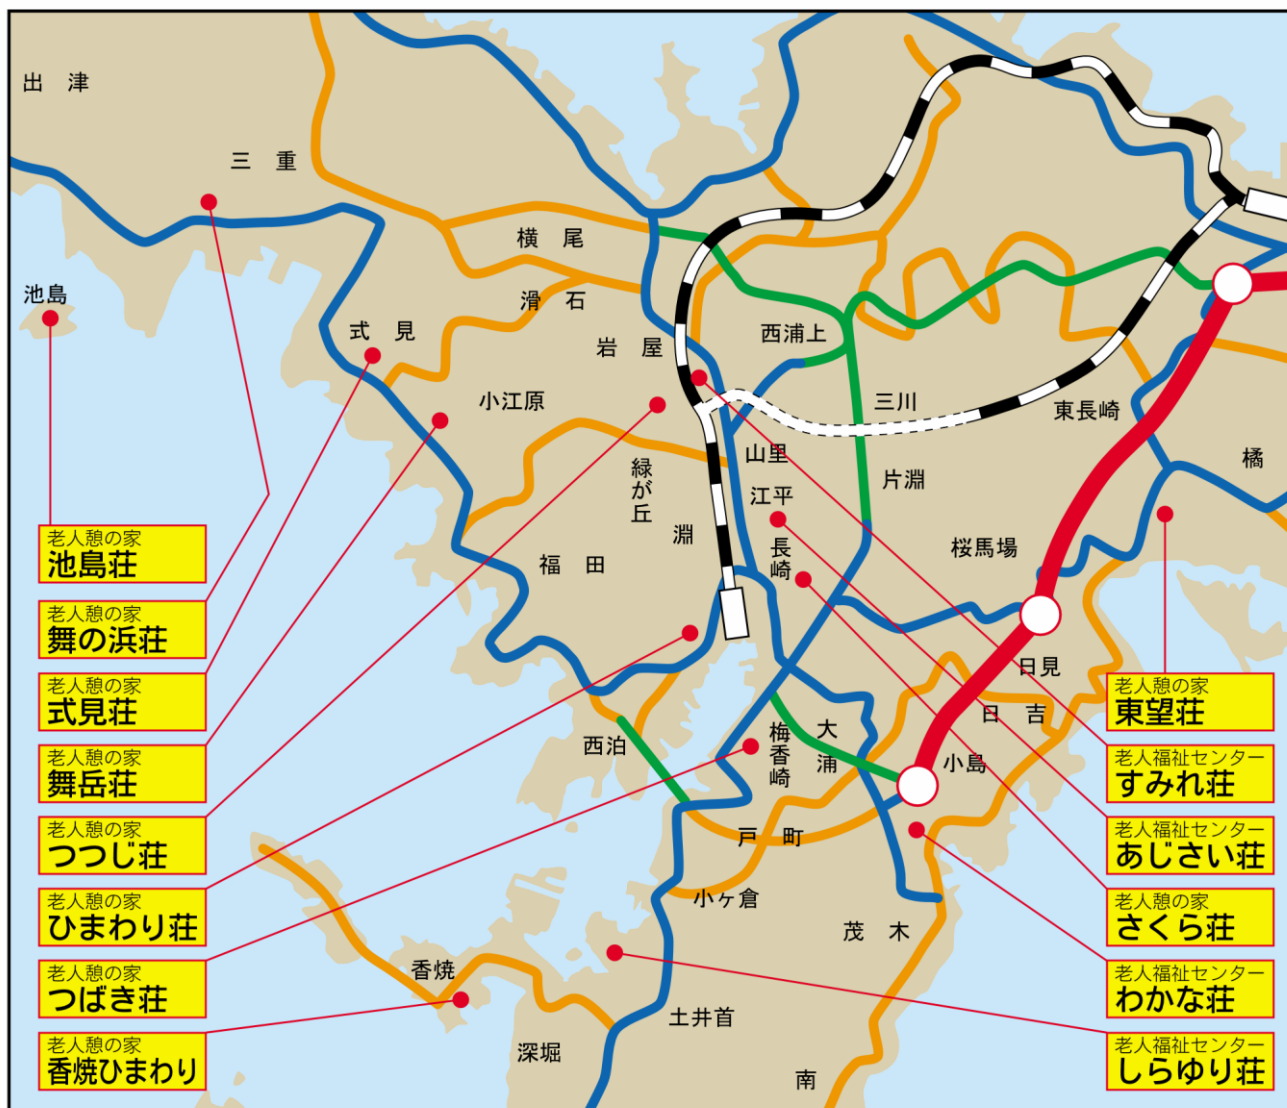 出 津
三 重
池島
横 尾
滑 石
式 見
岩 屋
西浦上
小江原
三川
東長崎
緑が丘
山里
江平
片淵
橘
淵
長崎
桜馬場
福 田
日見
日 吉
西泊
梅香崎
大浦
小島
戸 町
小ヶ倉
茂 木
香焼
土井首
深堀
南
老人憩の家
池島荘
老人憩の家
舞の浜荘
老人憩の家
式見荘
老人憩の家
舞岳荘
老人憩の家
つつじ荘
老人憩の家
ひまわり荘
老人憩の家
つばき荘
老人憩の家
香焼ひまわり
老人憩の家
東望荘
老人福祉センター
すみれ荘
老人福祉センター
あじさい荘
老人憩の家
さくら荘
老人福祉センター
わかな荘
老人福祉センター
しらゆり荘